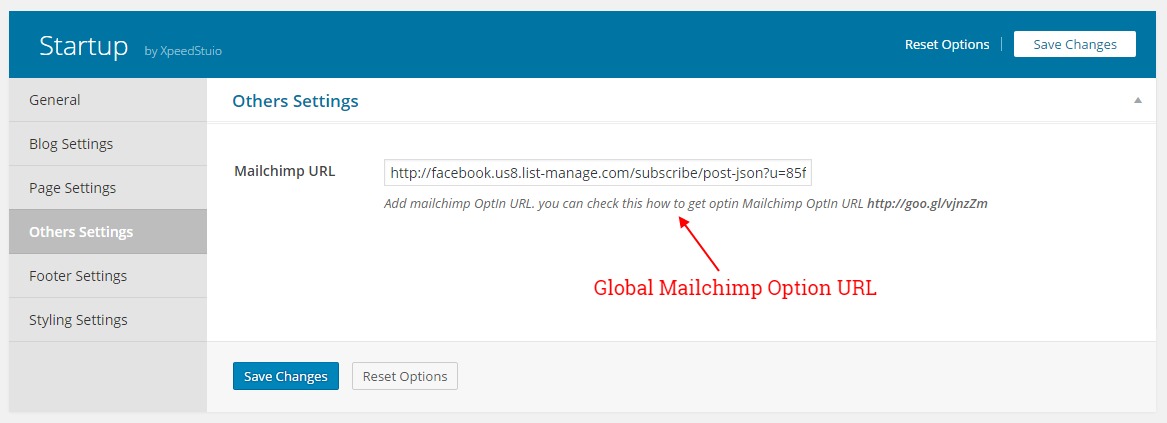 Startup by XpeedStuio
Reset Options
Save Changes
General
Blog Settings
Page Settings
Others Settings
Footer Settings
Styling Settings
Others Settings
Mailchimp URL
http://facebook.us8.list-manage.com/subscribe/post-json?u=85f
Add mailchimp OptIn URL. you can check this how to get optin Mailchimp OptIn URL http://goo.gl/vjnzZm
Global Mailchimp Option URL
Save Changes
Reset Options